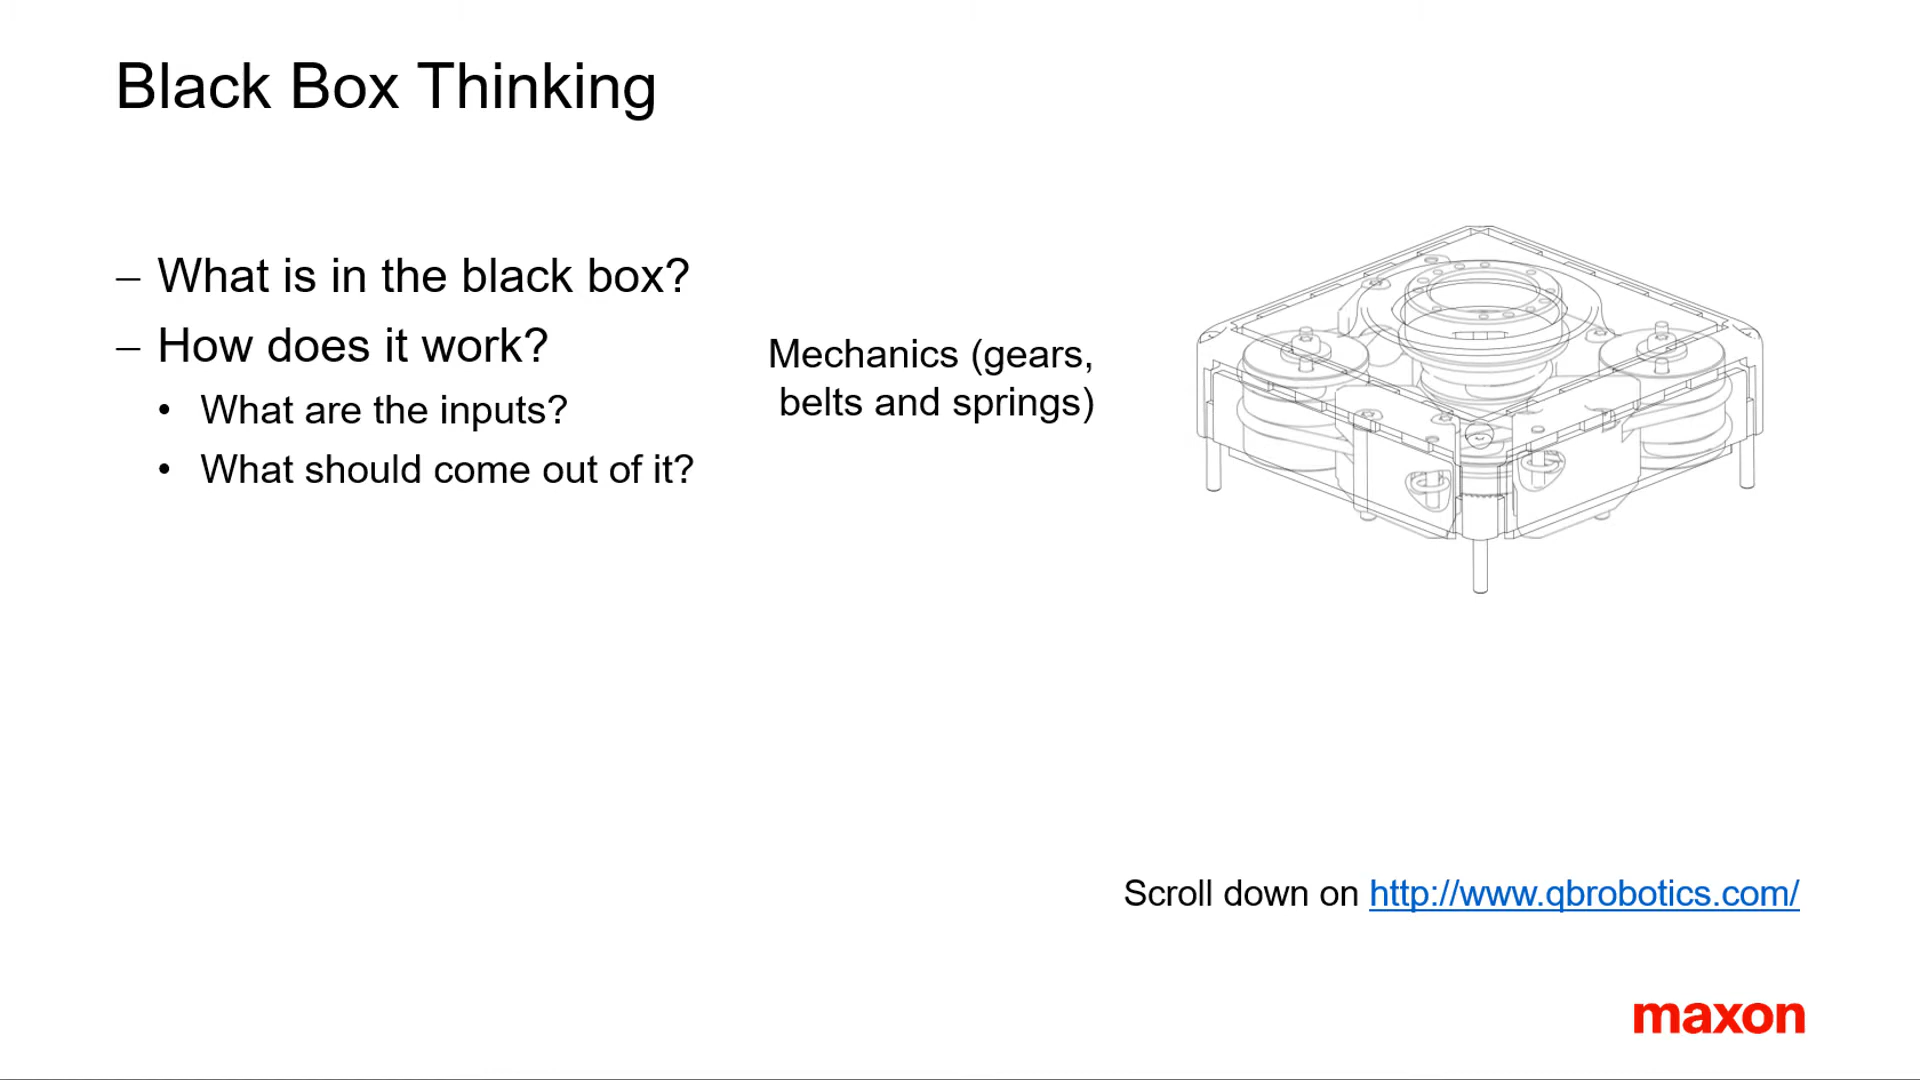 Black Box Thinking
– What is in the black box?
– How does it work?
• What are the inputs?
• What should come out of it?
Mechanics (gears,
belts and springs)
Scroll down on http://www.qbrobotics.com/
maxon